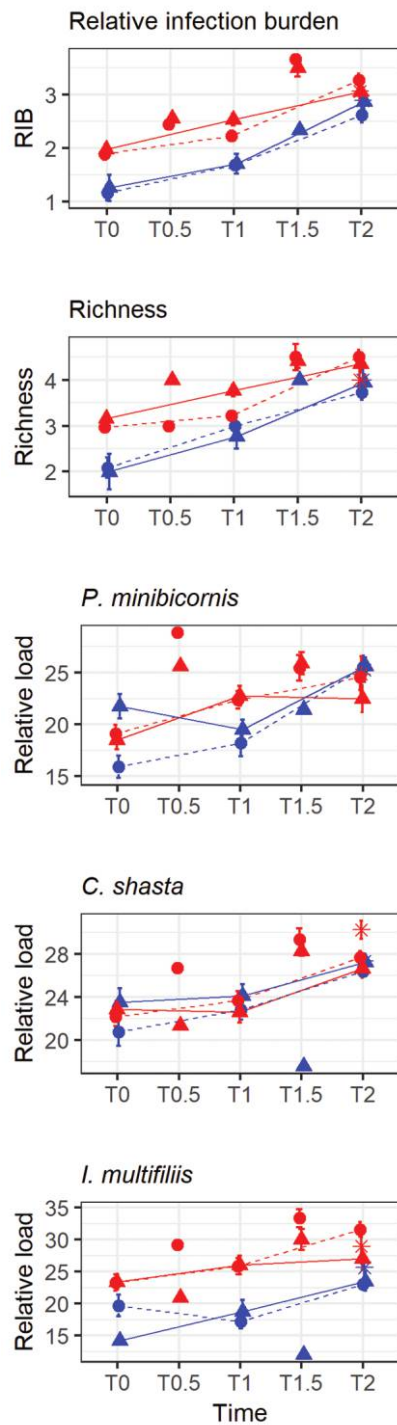 Relative infection burden
RIB
3
2
1
T0 T0.5 T1 T1.5 T2
Richness
Richness
4
3
2
T0 T0.5 T1 T1.5 T2
P. minibicornis
Relative load
25
20
15
T0 T0.5 T1 T1.5 T2
C. shasta
Relative load
28
24
20
T0 T0.5 T1 T1.5 T2
I. multifiliis
Relative load
35
30
25
20
15
T0 T0.5 T1 T1.5 T2
Time